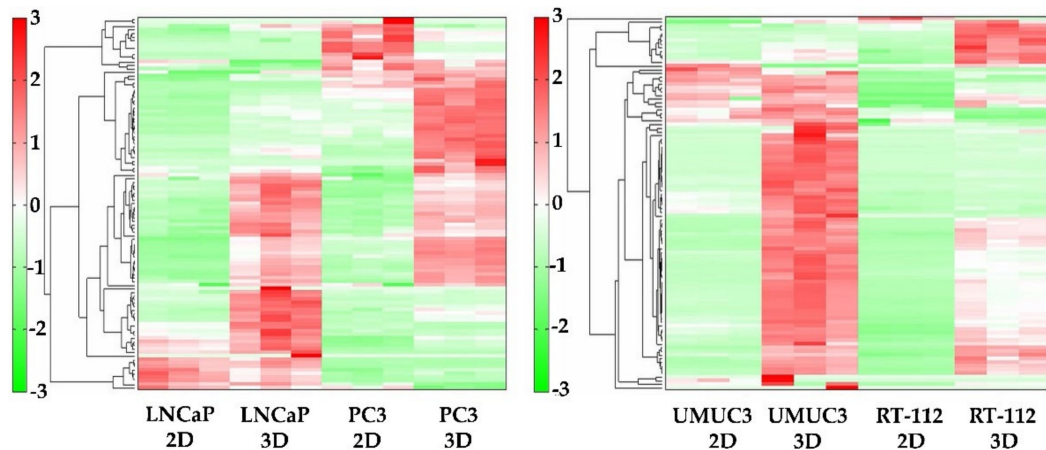 3
2
1
0
-1
-2
-3
LNCaP 2D
LNCaP 3D
PC3 2D
PC3 3D
3
2
1
0
-1
-2
-3
UMUC3 2D
UMUC3 3D
RT-112 2D
RT-112 3D